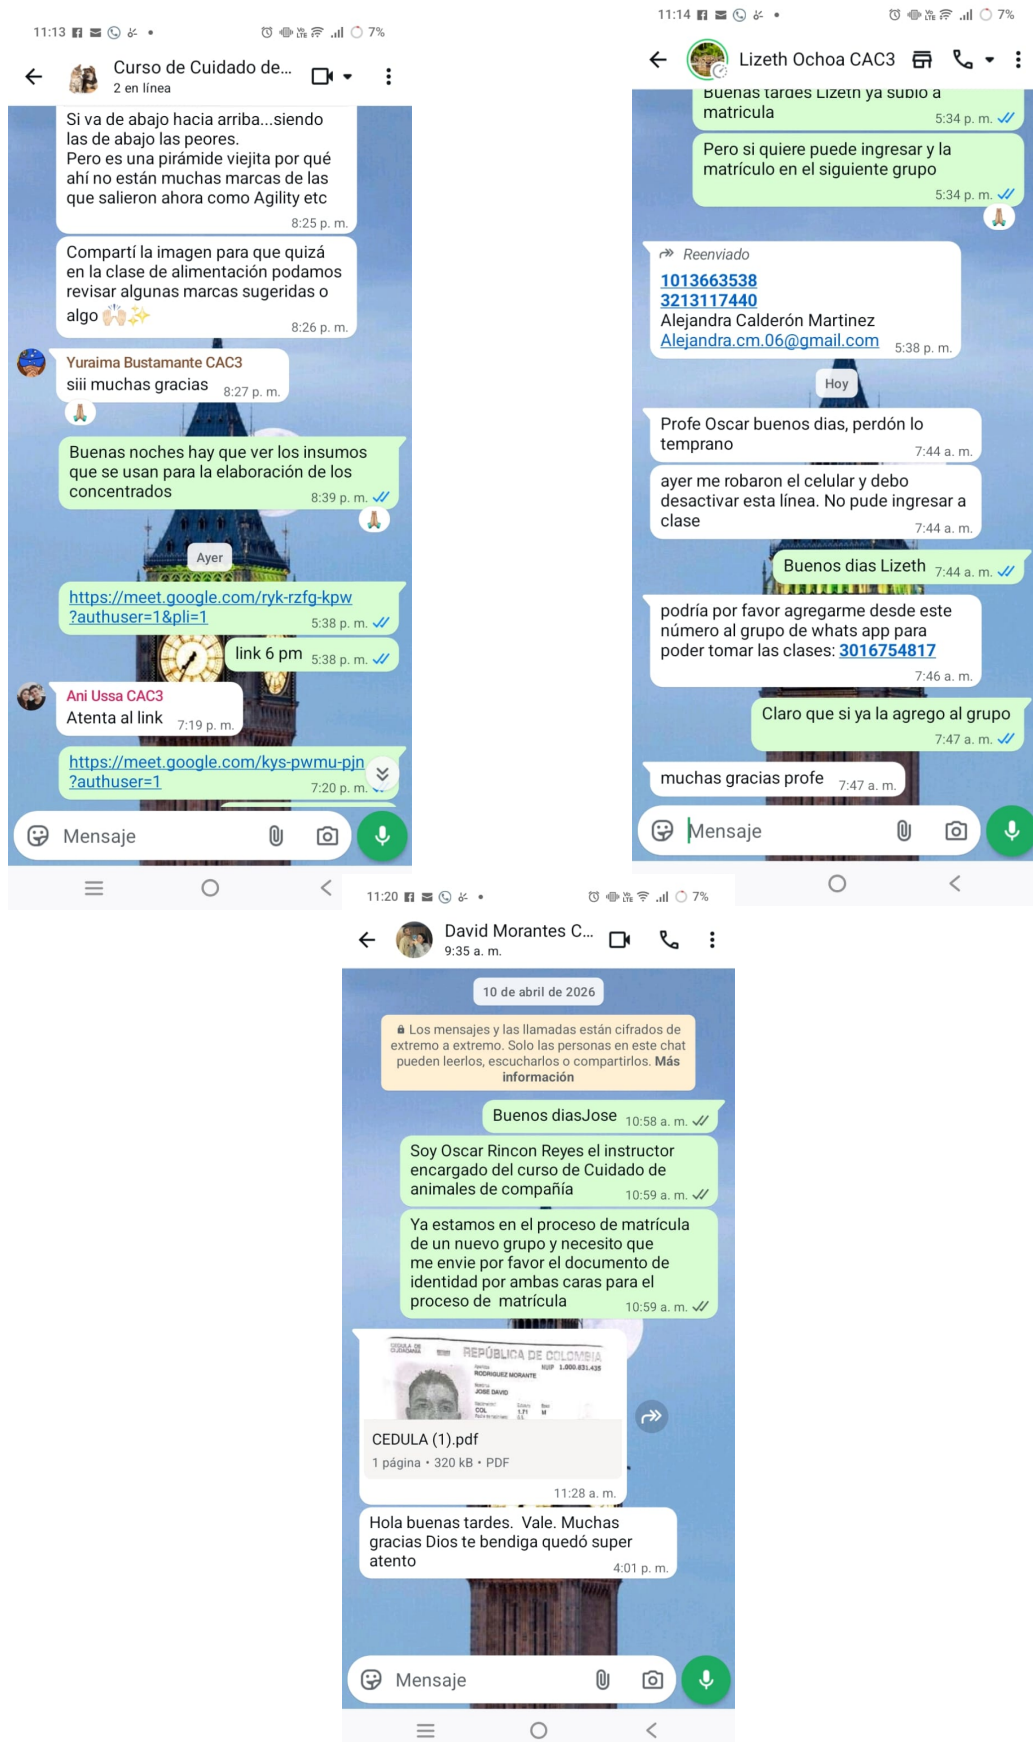 11:13
7%
Curso de Cuidado de...
2 en línea
Si va de abajo hacia arriba...siendo
las de abajo las peores.
Pero es una pirámide viejita por qué
ahí no están muchas marcas de las
que salieron ahora como Agility etc
8:25 p. m.
Compartí la imagen para que quizá
en la clase de alimentación podamos
revisar algunas marcas sugeridas o
algo 🙌🏻✨
8:26 p. m.
Yuraima Bustamante CAC3
siii muchas gracias 8:27 p. m.
Buenas noches hay que ver los insumos
que se usan para la elaboración de los
concentrados 8:39 p. m.
Ayer
https://meet.google.com/ryk-rzfg-kpw
?authuser=1&pli=1 5:38 p. m.
link 6 pm 5:38 p. m.
Ani Ussa CAC3
Atenta al link 7:19 p. m.
https://meet.google.com/kys-pwmu-pjn
?authuser=1 7:20 p. m.
Mensaje
11:14
7%
Lizeth Ochoa CAC3
Buenas tardes Lizeth ya subio a
matricula 5:34 p. m.
Pero si quiere puede ingresar y la
matrículo en el siguiente grupo
5:34 p. m.
Reenviado
1013663538
3213117440
Alejandra Calderón Martinez
Alejandra.cm.06@gmail.com 5:38 p. m.
Hoy
Profe Oscar buenos dias, perdón lo
temprano 7:44 a. m.
ayer me robaron el celular y debo
desactivar esta línea. No pude ingresar a
clase 7:44 a. m.
Buenos dias Lizeth 7:44 a. m.
podría por favor agregarme desde este
número al grupo de whats app para
poder tomar las clases: 3016754817
7:46 a. m.
Claro que si ya la agrego al grupo
7:47 a. m.
muchas gracias profe 7:47 a. m.
Mensaje
11:20
7%
David Morantes C...
9:35 a. m.
10 de abril de 2026
Los mensajes y las llamadas están cifrados de
extremo a extremo. Solo las personas en este chat
pueden leerlos, escucharlos o compartirlos. Más
información
Buenos diasJose 10:58 a. m.
Soy Oscar Rincon Reyes el instructor
encargado del curso de Cuidado de
animales de compañía 10:59 a. m.
Ya estamos en el proceso de matrícula
de un nuevo grupo y necesito que
me envie por favor el documento de
identidad por ambas caras para el
proceso de matrícula 10:59 a. m.
CEDULA DE
CIUDADANIA
REPÚBLICA DE COLOMBIA
NUIP 1.000.831.435
RODRIGUEZ MORANTE
JOSE DAVID
COL 1.71 M
CEDULA (1).pdf
1 página • 320 kB • PDF
11:28 a. m.
Hola buenas tardes. Vale. Muchas
gracias Dios te bendiga quedó super
atento 4:01 p. m.
Mensaje